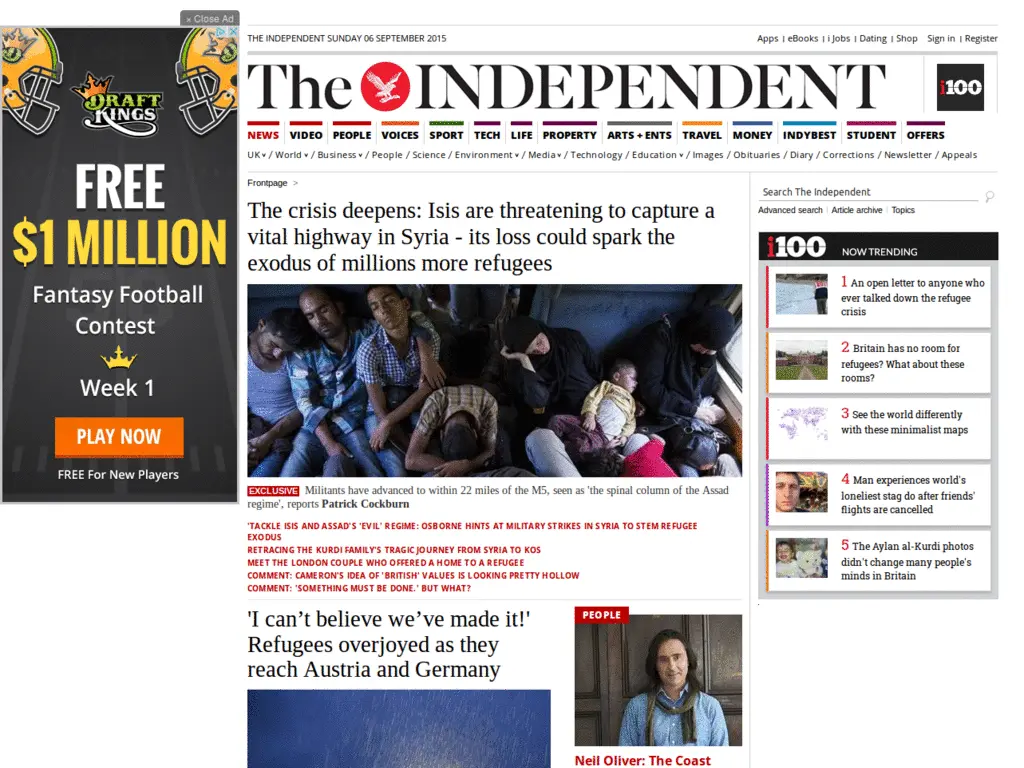 × Close Ad
DRAFT
KINGS
FREE
$1 MILLION
Fantasy Football
Contest
Week 1
PLAY NOW
FREE For New Players
THE INDEPENDENT SUNDAY 06 SEPTEMBER 2015
Apps | eBooks | i Jobs | Dating | Shop Sign in | Register
The INDEPENDENT
i100
NEWS VIDEO PEOPLE VOICES SPORT TECH LIFE PROPERTY ARTS + ENTS TRAVEL MONEY INDYBEST STUDENT OFFERS
UK / World / Business / People / Science / Environment / Media / Technology / Education / Images / Obituaries / Diary / Corrections / Newsletter / Appeals
Frontpage >
The crisis deepens: Isis are threatening to capture a
vital highway in Syria - its loss could spark the
exodus of millions more refugees
EXCLUSIVE Militants have advanced to within 22 miles of the M5, seen as 'the spinal column of the Assad
regime', reports Patrick Cockburn
'TACKLE ISIS AND ASSAD'S 'EVIL' REGIME: OSBORNE HINTS AT MILITARY STRIKES IN SYRIA TO STEM REFUGEE
EXODUS
RETRACING THE KURDI FAMILY'S TRAGIC JOURNEY FROM SYRIA TO KOS
MEET THE LONDON COUPLE WHO OFFERED A HOME TO A REFUGEE
COMMENT: CAMERON'S IDEA OF 'BRITISH' VALUES IS LOOKING PRETTY HOLLOW
COMMENT: 'SOMETHING MUST BE DONE.' BUT WHAT?
'I can't believe we've made it!'
Refugees overjoyed as they
reach Austria and Germany
PEOPLE
Neil Oliver: The Coast
Search The Independent
Advanced search | Article archive | Topics
i100 NOW TRENDING
1 An open letter to anyone who
ever talked down the refugee
crisis
2 Britain has no room for
refugees? What about these
rooms?
3 See the world differently
with these minimalist maps
4 Man experiences world's
loneliest stag do after friends'
flights are cancelled
5 The Aylan al-Kurdi photos
didn't change many people's
minds in Britain